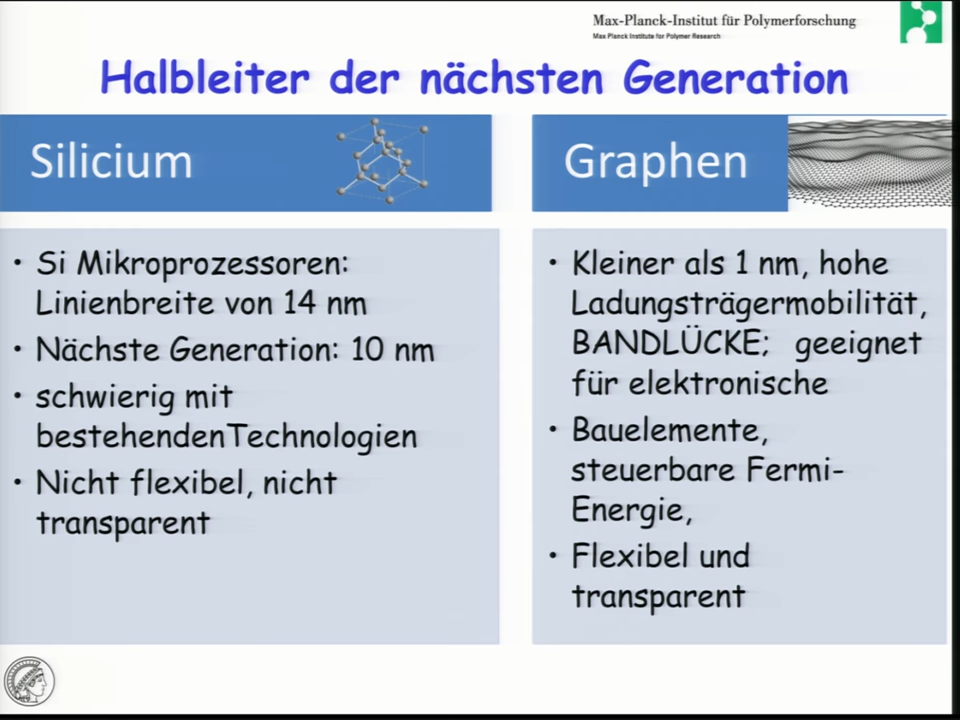 Max-Planck-Institut für Polymerforschung
Max Planck Institute for Polymer Research
Halbleiter der nächsten Generation
Silicium
• Si Mikroprozessoren:
Linienbreite von 14 nm
• Nächste Generation: 10 nm
• schwierig mit
bestehendenTechnologien
• Nicht flexibel, nicht
transparent
Graphen
• Kleiner als 1 nm, hohe
Ladungsträgermobilität,
BANDLÜCKE; geeignet
für elektronische
• Bauelemente,
steuerbare Fermi-
Energie,
• Flexibel und
transparent